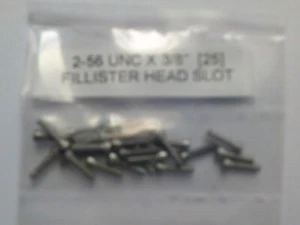 2-56 UNC X 3/8" [25]
FILLISTER HEAD SLOT